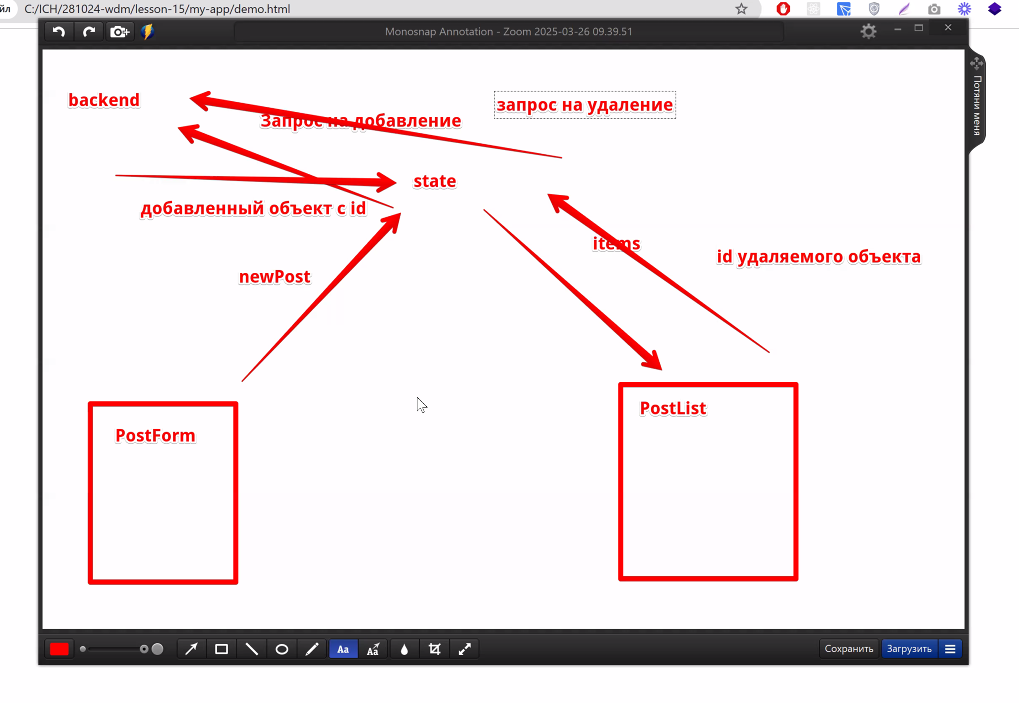 йл
C:/ICH/281024-wdm/lesson-15/my-app/demo.html
Monosnap Annotation - Zoom 2025-03-26 09.39.51
Потяни меня
backend
запрос на удаление
Запрос на добавление
state
добавленный объект с id
items
id удаляемого объекта
newPost
PostForm
PostList
Aa
Aa
Сохранить
Загрузить